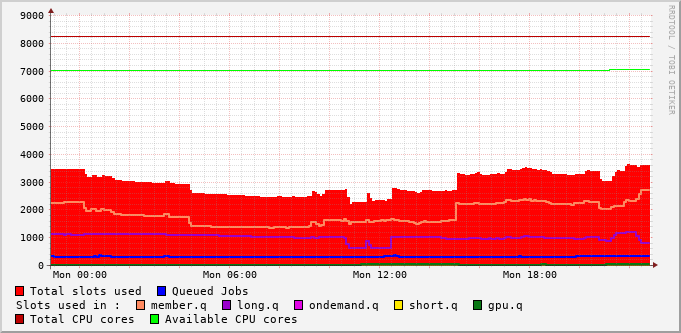 9000
8000
7000
6000
5000
4000
3000
2000
1000
0
Mon 00:00 Mon 06:00 Mon 12:00 Mon 18:00
RRDTOOL / TOBI OETIKER
Total slots used Queued Jobs
Slots used in : member.q long.q ondemand.q short.q gpu.q
Total CPU cores Available CPU cores